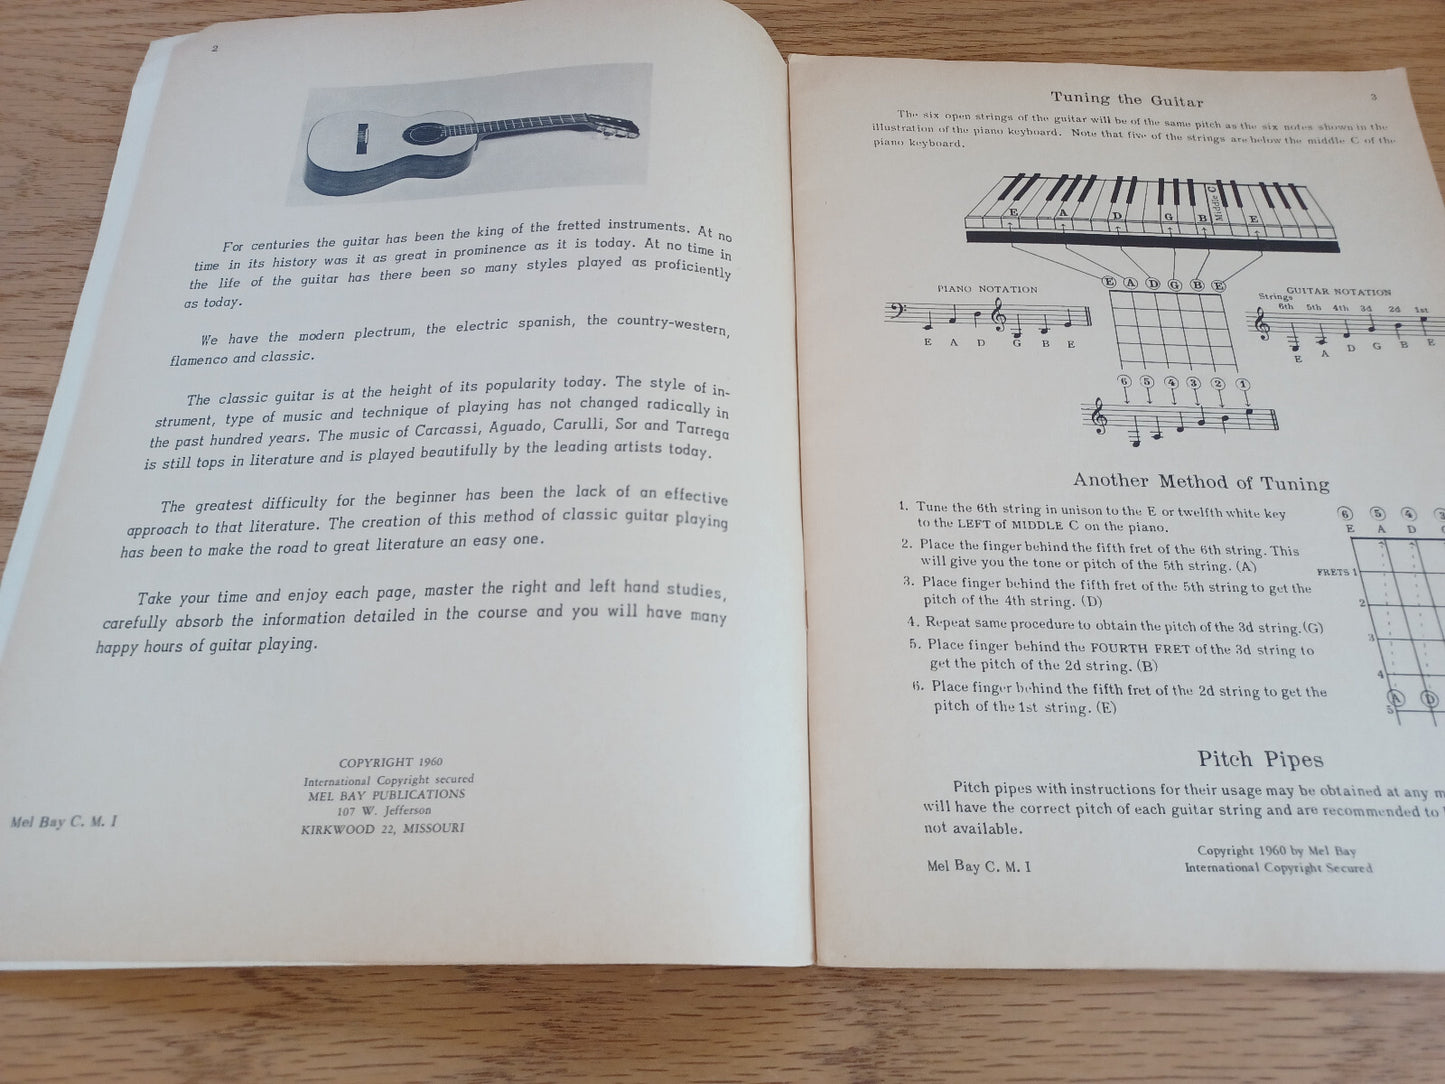 2
For centuries the guitar has been the king of the fretted instruments. At no
time in its history was it as great in prominence as it is today. At no time in
the life of the guitar has there been so many styles played as proficiently
as today.
We have the modern plectrum, the electric spanish, the country-western,
flamenco and classic.
The classic guitar is at the height of its popularity today. The style of in-
strument, type of music and technique of playing has not changed radically in
the past hundred years. The music of Carcassi, Aguado, Carulli, Sor and Tarrega
is still tops in literature and is played beautifully by the leading artists today.
The greatest difficulty for the beginner has been the lack of an effective
approach to that literature. The creation of this method of classic guitar playing
has been to make the road to great literature an easy one.
Take your time and enjoy each page, master the right and left hand studies,
carefully absorb the information detailed in the course and you will have many
happy hours of guitar playing.
COPYRIGHT 1960
International Copyright secured
MEL BAY PUBLICATIONS
107 W. Jefferson
KIRKWOOD 22, MISSOURI
Mel Bay C. M. I
3
Tuning the Guitar
The six open strings of the guitar will be of the same pitch as the six notes shown in the
illustration of the piano keyboard. Note that five of the strings are below the middle C of the
piano keyboard.
E A D G B Middle C E
E A D G B E
PIANO NOTATION
E A D G B E
GUITAR NOTATION
Strings
6th 5th 4th 3d 2d 1st
E A D G B E
6 5 4 3 2 1
Another Method of Tuning
1. Tune the 6th string in unison to the E or twelfth white key
to the LEFT of MIDDLE C on the piano.
2. Place the finger behind the fifth fret of the 6th string. This
will give you the tone or pitch of the 5th string. (A)
3. Place finger behind the fifth fret of the 5th string to get the
pitch of the 4th string. (D)
4. Repeat same procedure to obtain the pitch of the 3d string.(G)
5. Place finger behind the FOURTH FRET of the 3d string to
get the pitch of the 2d string. (B)
6. Place finger behind the fifth fret of the 2d string to get the
pitch of the 1st string. (E)
6 5 4 3
E A D
FRETS 1
2
3
4
A D
5
Pitch Pipes
Pitch pipes with instructions for their usage may be obtained at any
will have the correct pitch of each guitar string and are recommended to
not available.
Copyright 1960 by Mel Bay
International Copyright Secured
Mel Bay C. M. I